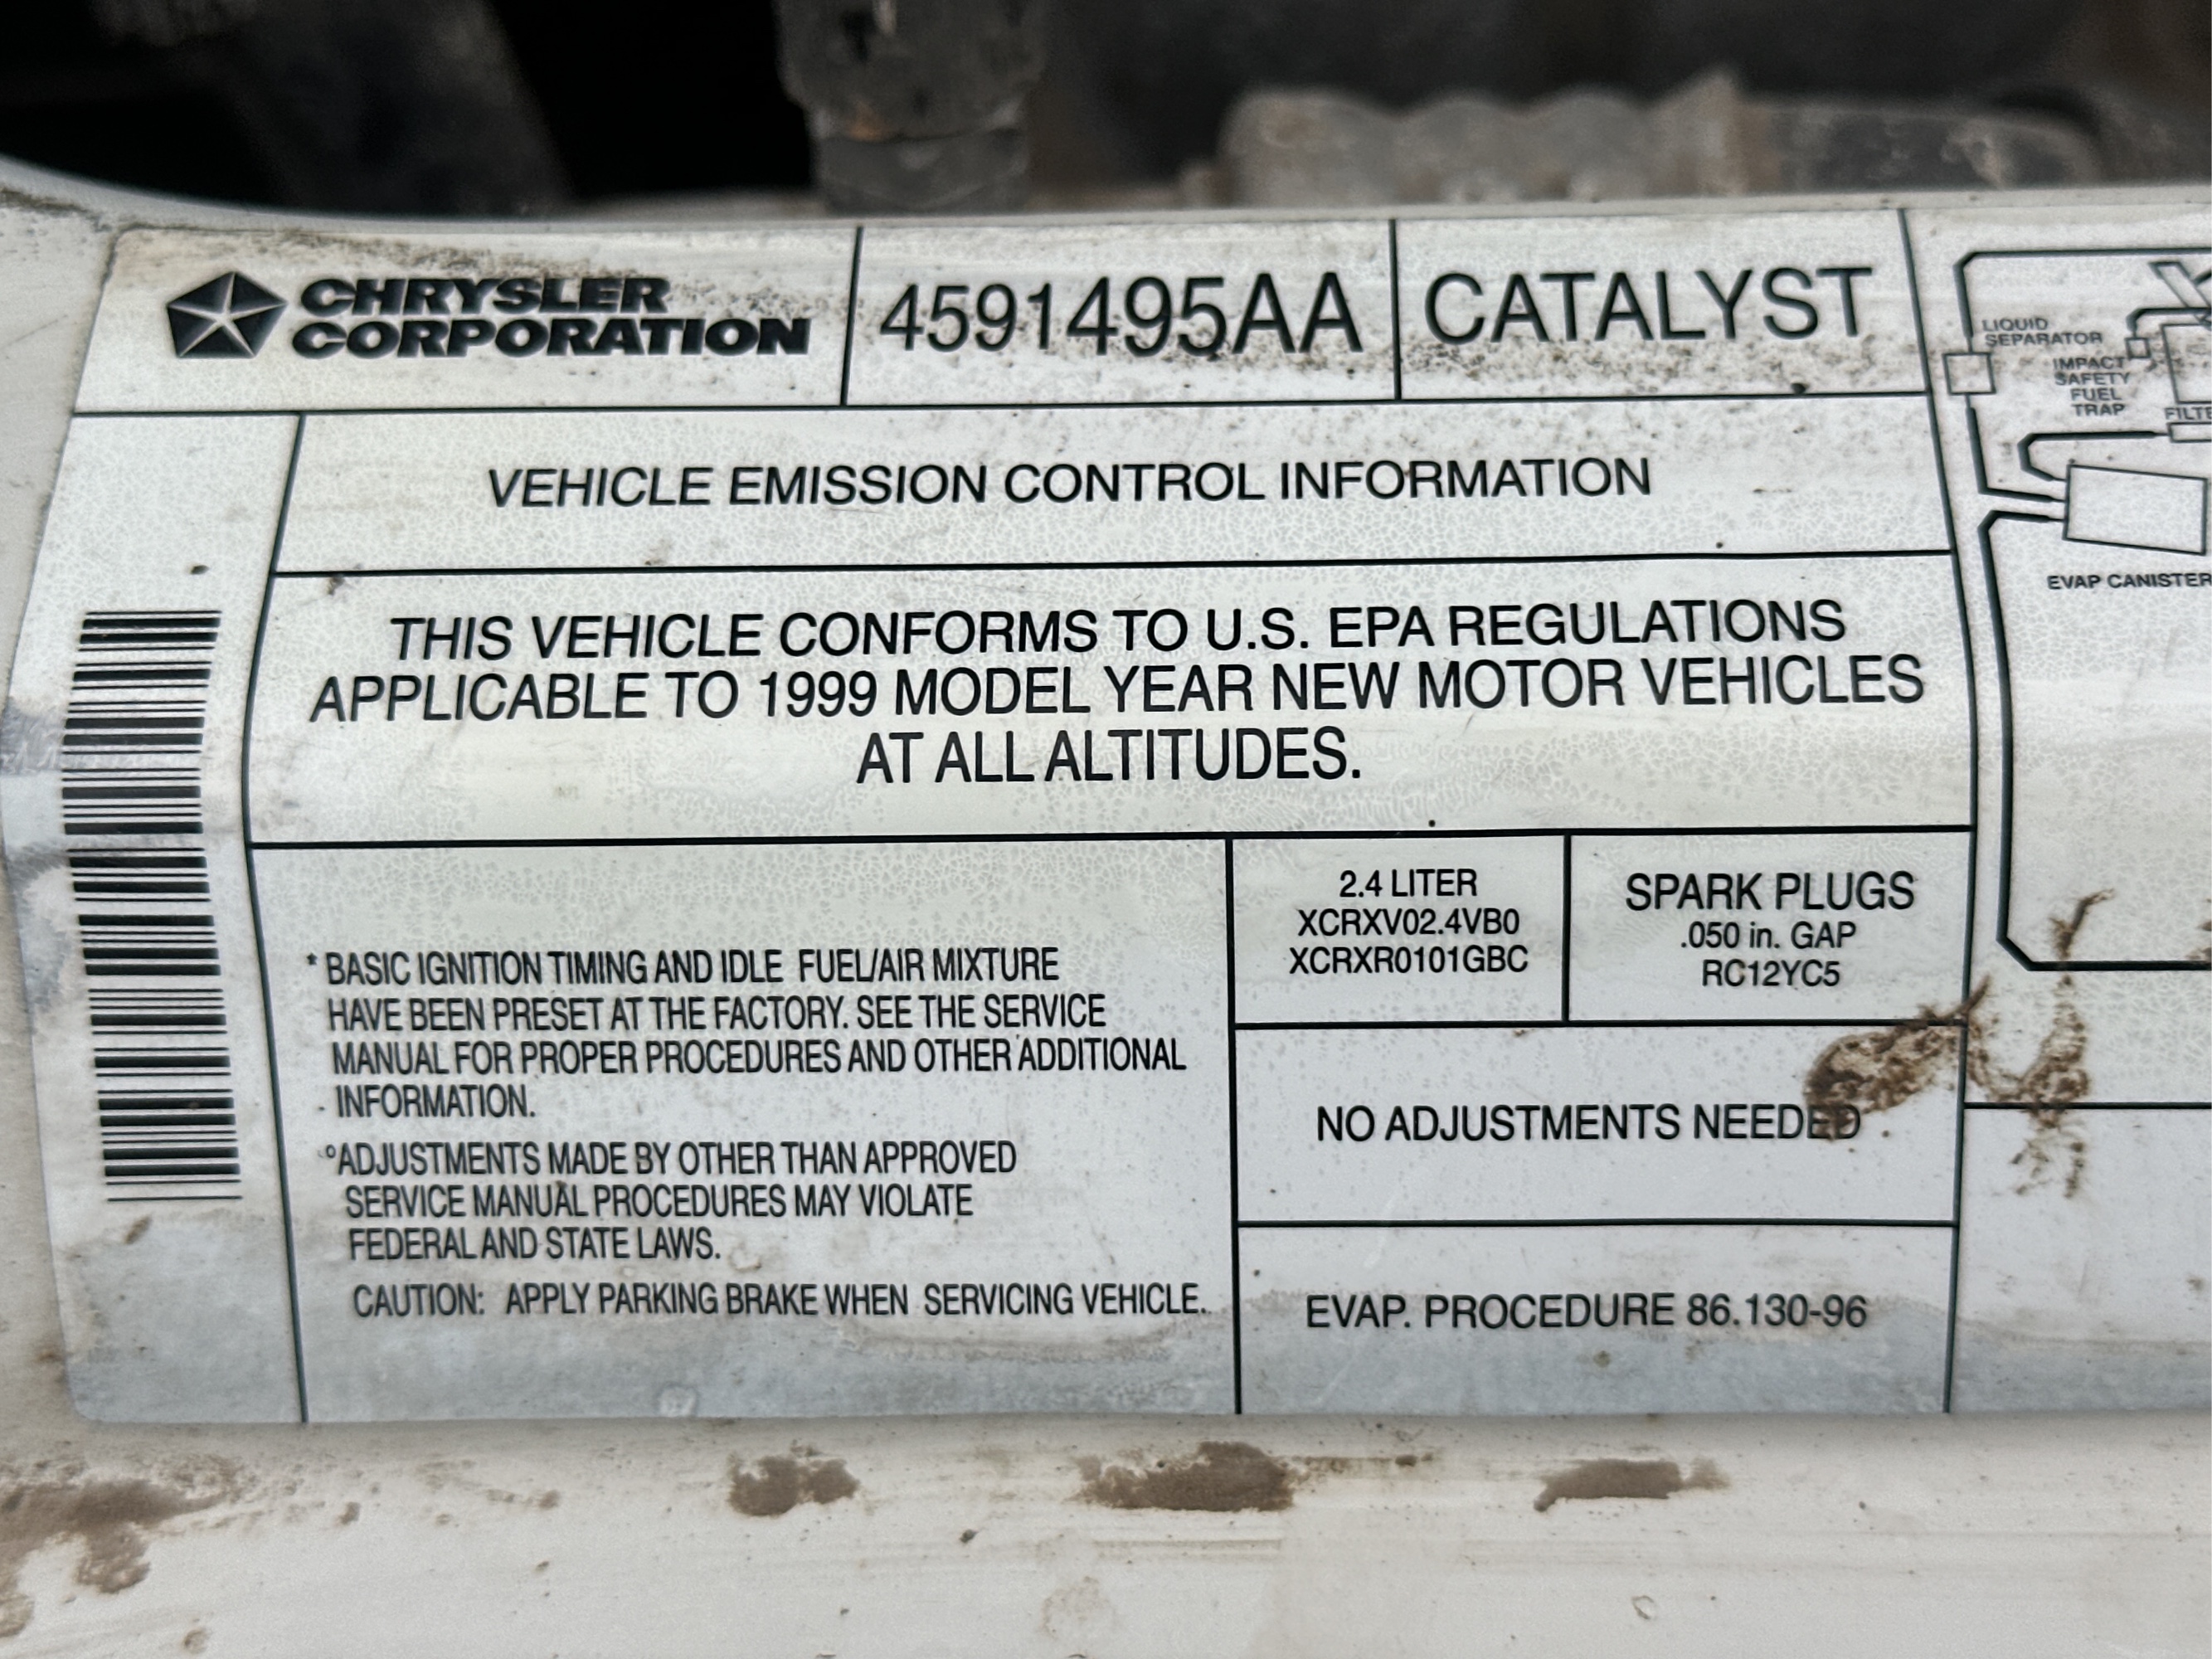 CHRYSLER
CORPORATION
4591495AA
CATALYST
VEHICLE EMISSION CONTROL INFORMATION
THIS VEHICLE CONFORMS TO U.S. EPA REGULATIONS
APPLICABLE TO 1999 MODEL YEAR NEW MOTOR VEHICLES
AT ALL ALTITUDES.
* BASIC IGNITION TIMING AND IDLE FUEL/AIR MIXTURE
HAVE BEEN PRESET AT THE FACTORY. SEE THE SERVICE
MANUAL FOR PROPER PROCEDURES AND OTHER ADDITIONAL
INFORMATION.
°ADJUSTMENTS MADE BY OTHER THAN APPROVED
SERVICE MANUAL PROCEDURES MAY VIOLATE
FEDERAL AND STATE LAWS.
CAUTION: APPLY PARKING BRAKE WHEN SERVICING VEHICLE.
2.4 LITER
XCRXV02.4VB0
XCRXR0101GBC
SPARK PLUGS
.050 in. GAP
RC12YC5
NO ADJUSTMENTS NEEDED
EVAP. PROCEDURE 86.130-96
LIQUID
SEPARATOR
IMPACT
SAFETY
FUEL
TRAP
EVAP CANISTER